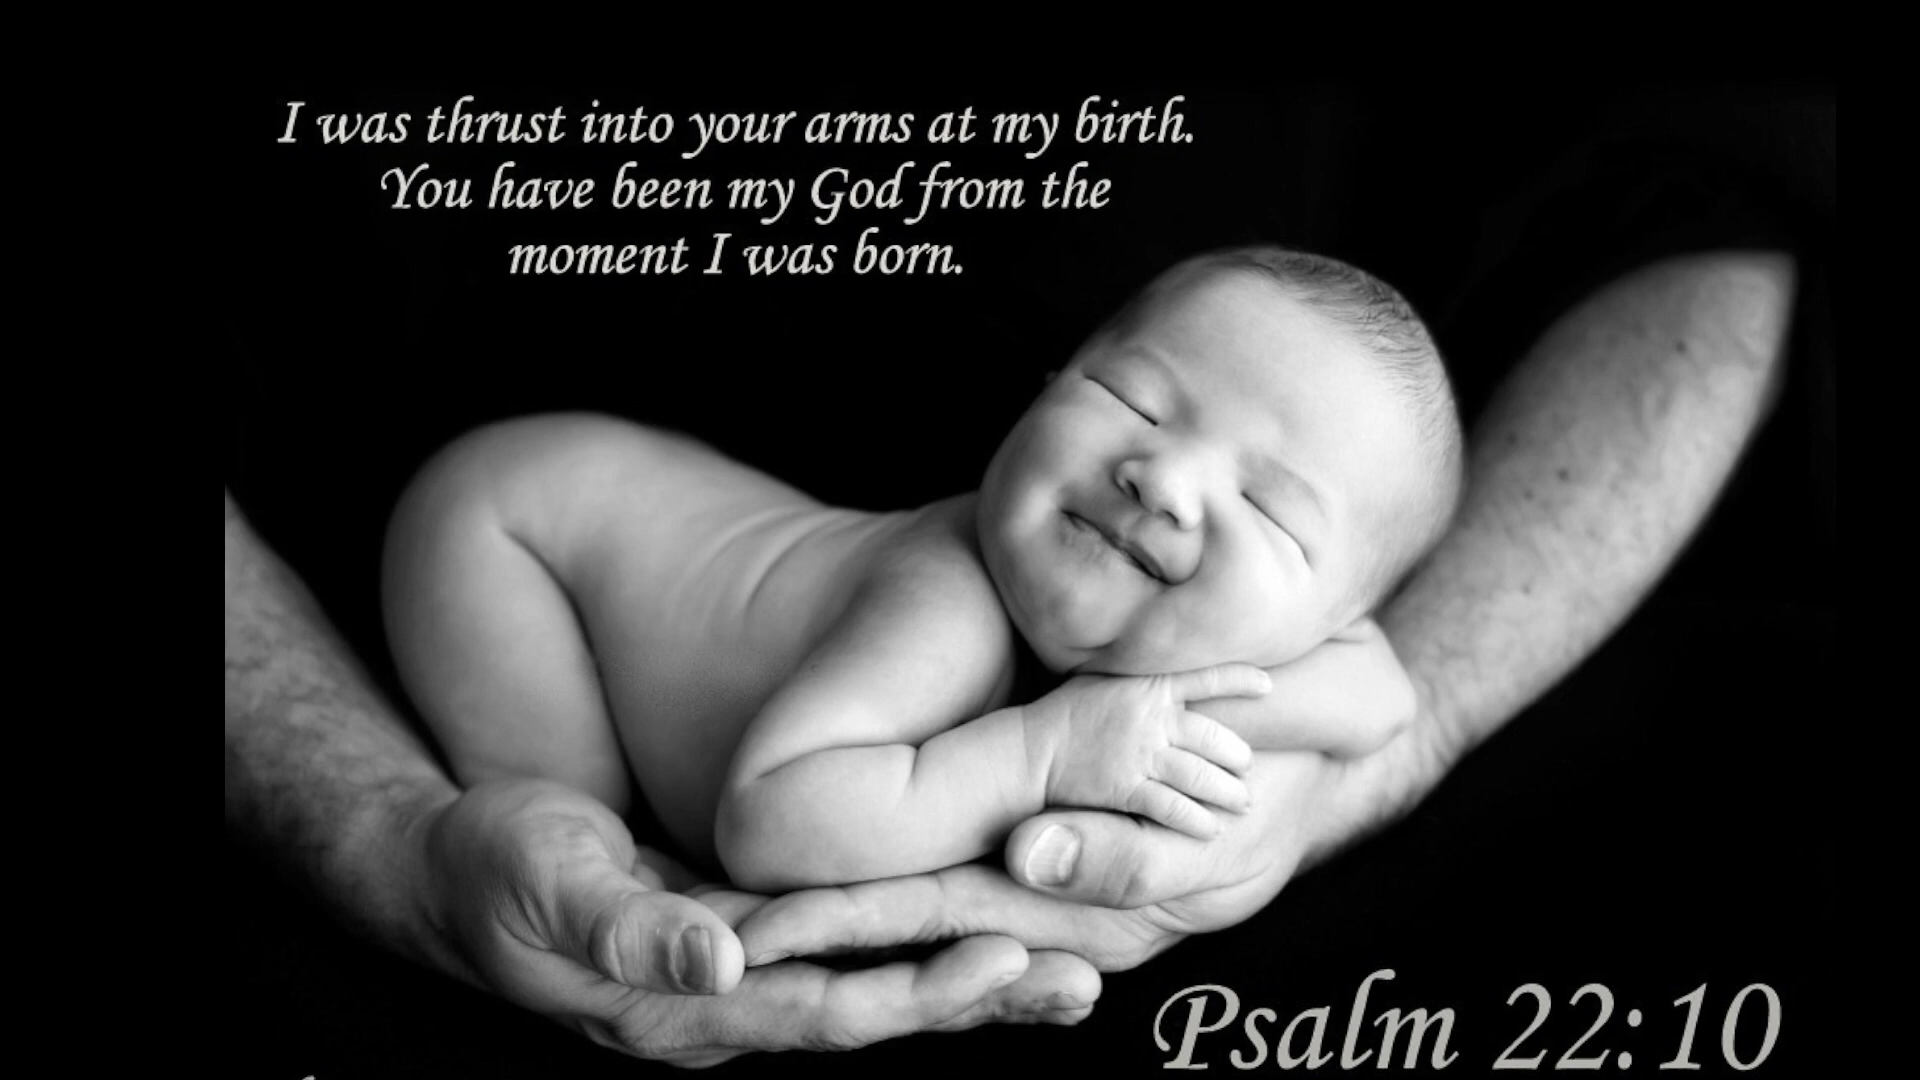 I was thrust into your arms at my birth.
You have been my God from the
moment I was born.
Psalm 22:10